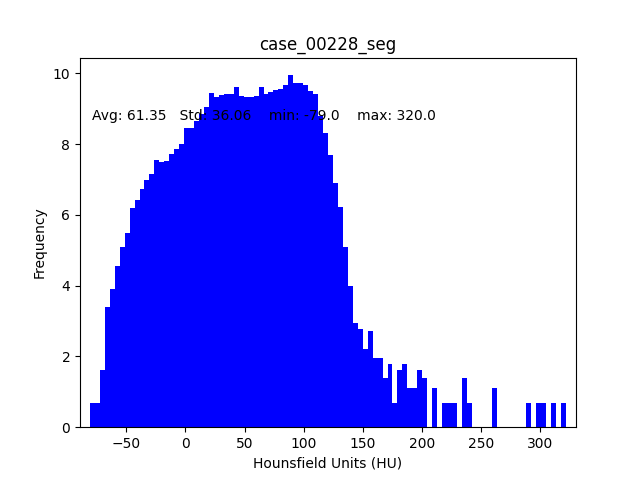 case_00228_seg
10
8
6
4
2
0
Avg: 61.35 Std: 36.06 min: -79.0 max: 320.0
Frequency
−50 0 50 100 150 200 250 300
Hounsfield Units (HU)